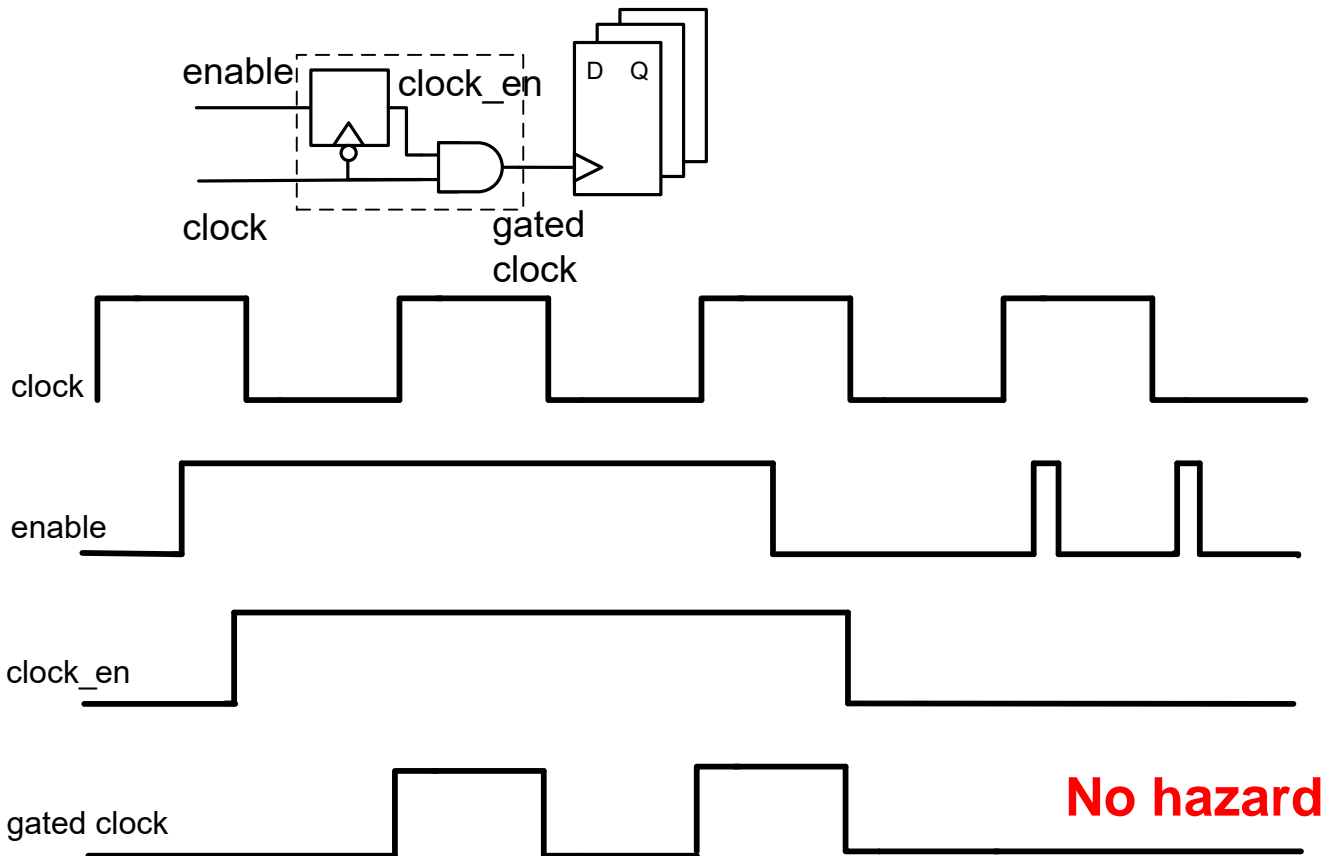 enable
clock_en
D Q
clock
gated
clock
clock
enable
clock_en
No hazard
gated clock